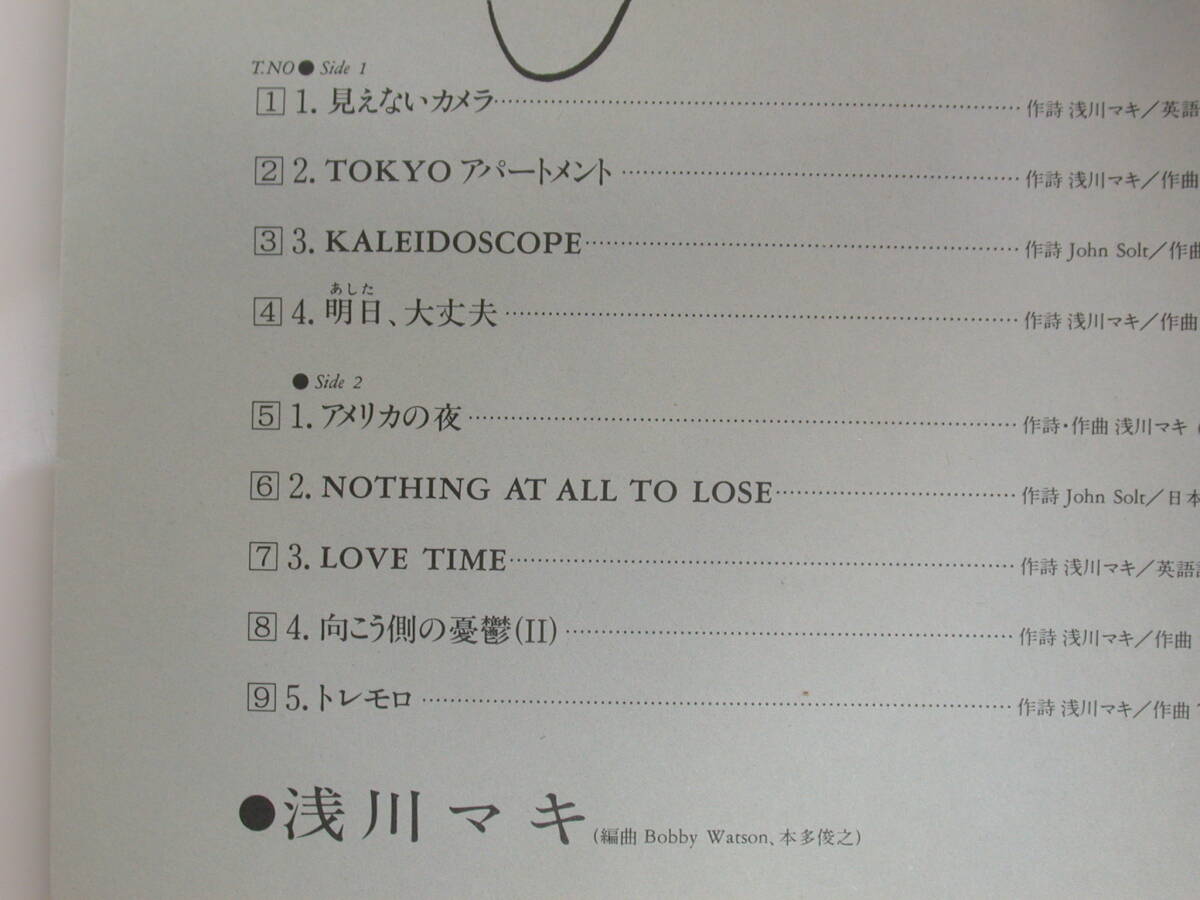 T.NO● Side 1
1 1. 見えないカメラ……作詩 浅川マキ／英語
2 2. TOKYO アパートメント……作詩 浅川マキ／作曲
3 3. KALEIDOSCOPE……作詩 John Solt／作曲
あした
4 4. 明日、大丈夫……作詩 浅川マキ／作曲
● Side 2
5 1. アメリカの夜……作詩・作曲 浅川マキ (
6 2. NOTHING AT ALL TO LOSE……作詩 John Solt／日本
7 3. LOVE TIME……作詩 浅川マキ／英語
8 4. 向こう側の憂鬱(II)……作詩 浅川マキ／作曲
9 5. トレモロ……作詩 浅川マキ／作曲
●浅川マキ (編曲 Bobby Watson、本多俊之)